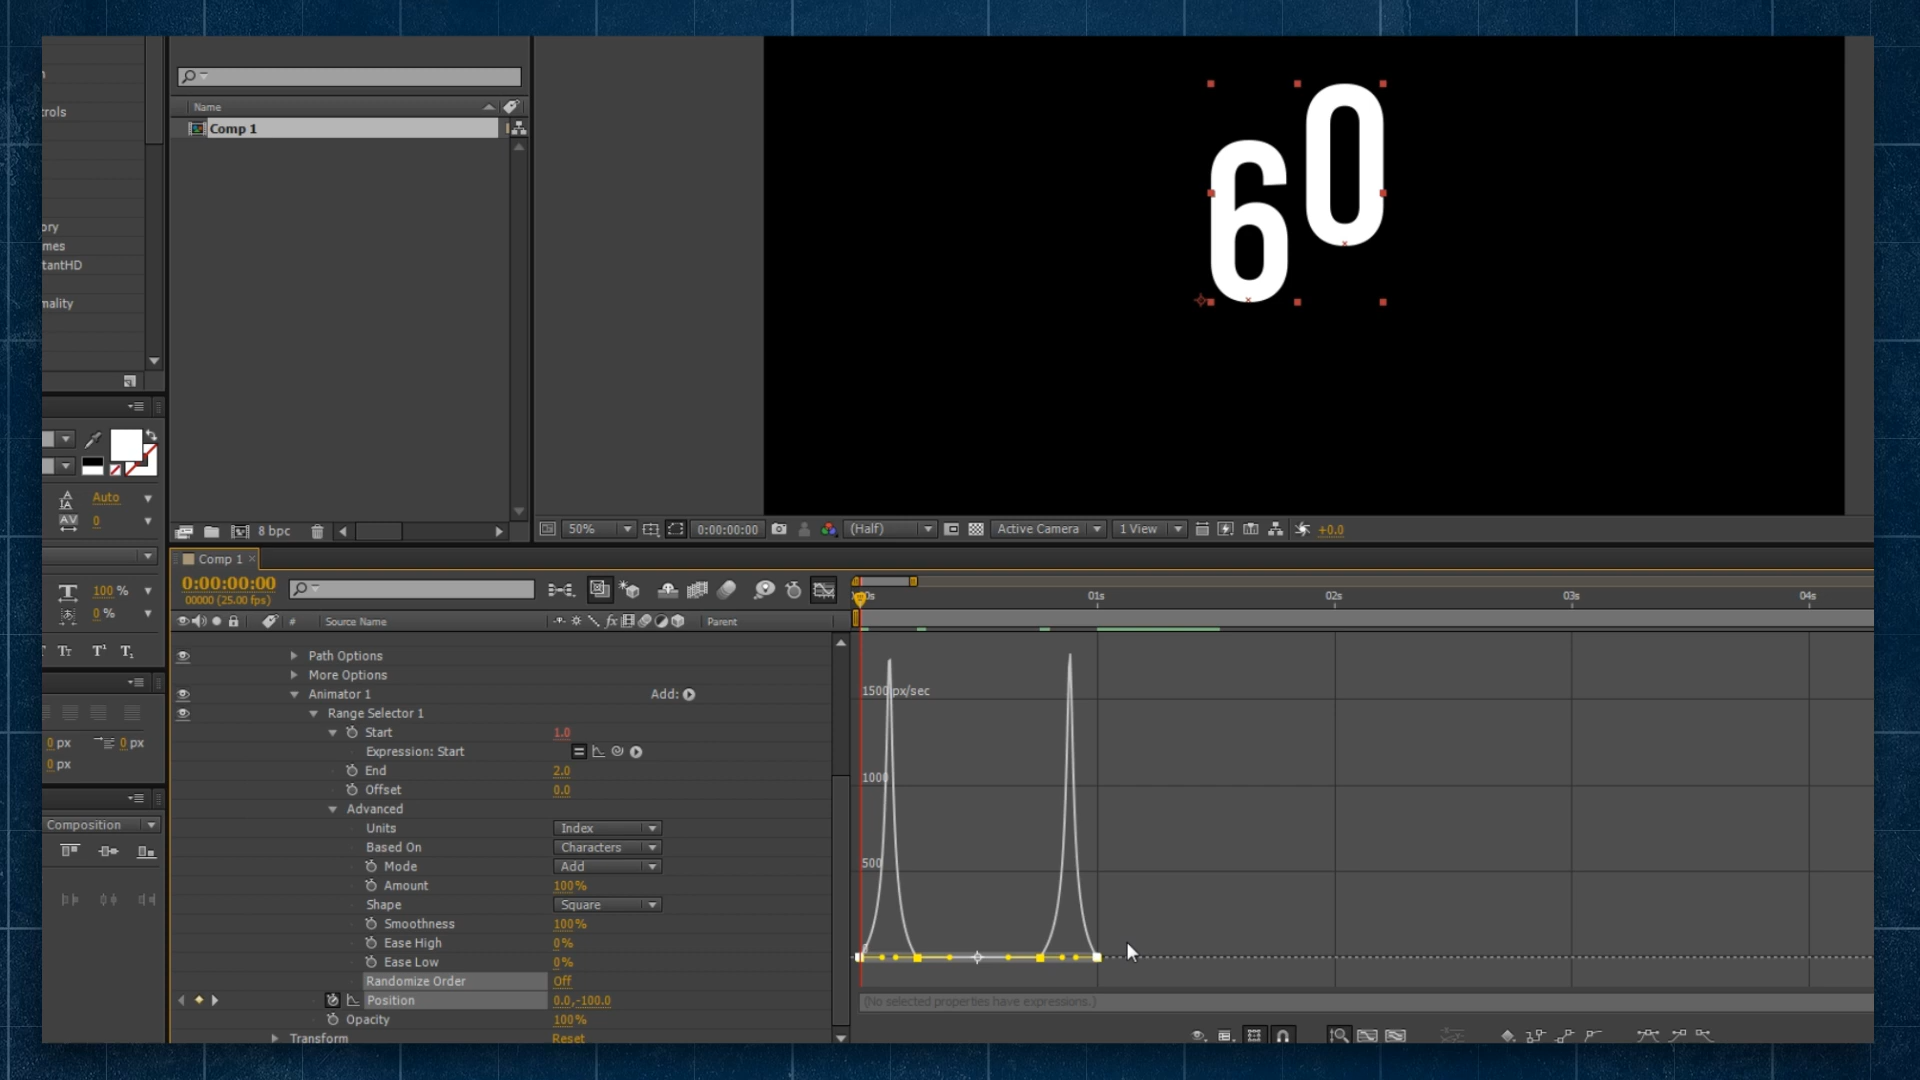 rols
ory
mes
tantHD
mality
Auto
AV
0
100 %
0 %
0 px
0 px
0 px
Composition
Name
Comp 1
8 bpc
60
50%
0:00:00:00
(Half)
Active Camera
1 View
+0.0
Comp 1
0:00:00:00
00000 (25.00 fps)
# Source Name
Parent
Path Options
More Options
Animator 1
Add:
Range Selector 1
Start 1.0
Expression: Start
End 2.0
Offset 0.0
Advanced
Units Index
Based On Characters
Mode Add
Amount 100%
Shape Square
Smoothness 100%
Ease High 0%
Ease Low 0%
Randomize Order Off
Position 0.0,-100.0
Opacity 100%
Transform Reset
01s
02s
03s
04s
1500 px/sec
1000
500
(No selected properties have expressions.)